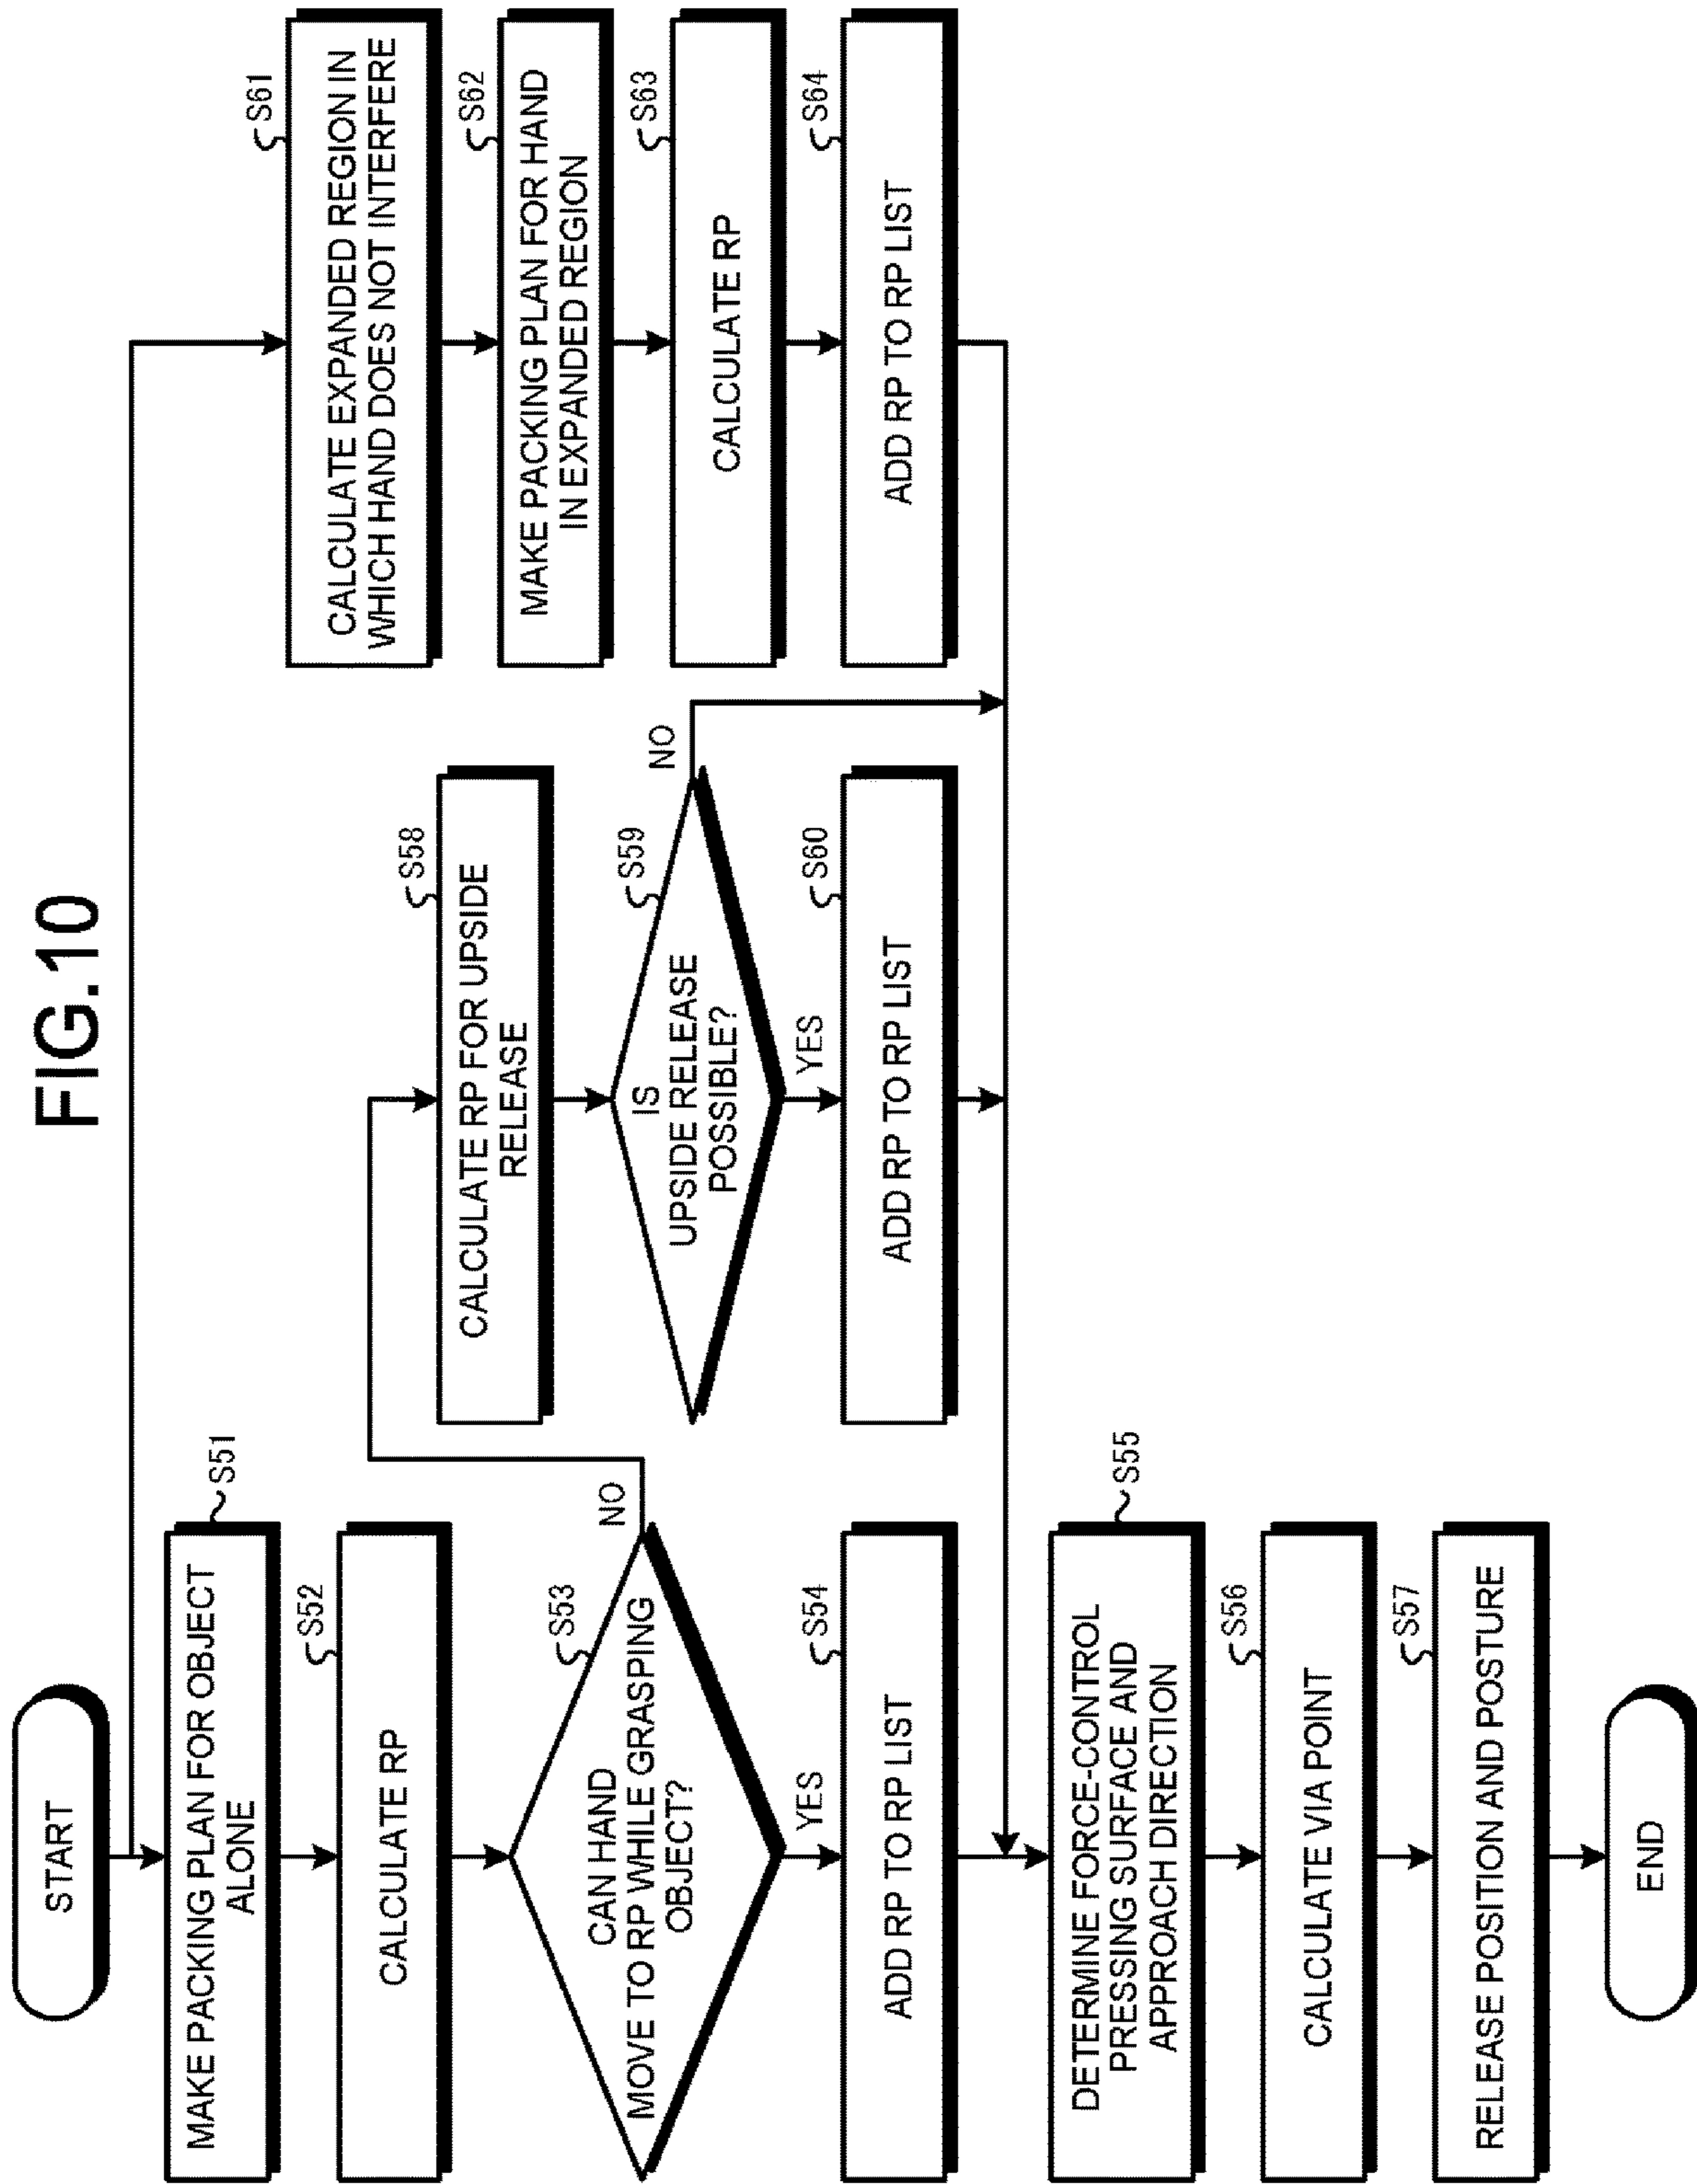 FIG.10
START
MAKE PACKING PLAN FOR OBJECT
ALONE
S51
CALCULATE RP
S52
CAN HAND
MOVE TO RP WHILE GRASPING
OBJECT?
S53
NO
YES
ADD RP TO RP LIST
S54
DETERMINE FORCE-CONTROL
PRESSING SURFACE AND
APPROACH DIRECTION
S55
CALCULATE VIA POINT
S56
RELEASE POSITION AND POSTURE
S57
END
CALCULATE RP FOR UPSIDE
RELEASE
S58
IS
UPSIDE RELEASE
POSSIBLE?
S59
NO
YES
ADD RP TO RP LIST
S60
CALCULATE EXPANDED REGION IN
WHICH HAND DOES NOT INTERFERE
S61
MAKE PACKING PLAN FOR HAND
IN EXPANDED REGION
S62
CALCULATE RP
S63
ADD RP TO RP LIST
S64